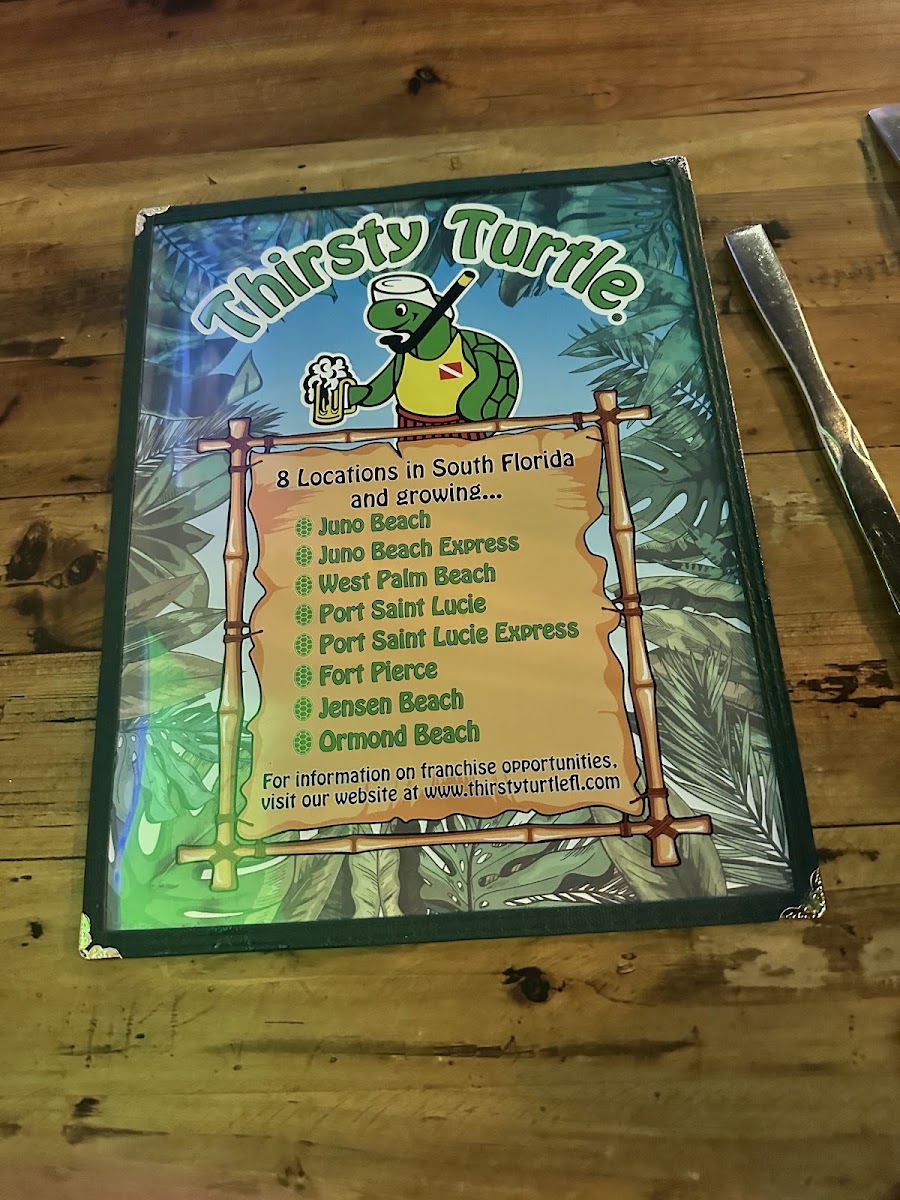 Thirsty Turtle.
8 Locations in South Florida
and growing...
Juno Beach
Juno Beach Express
West Palm Beach
Port Saint Lucie
Port Saint Lucie Express
Fort Pierce
Jensen Beach
Ormond Beach
For information on franchise opportunities,
visit our website at www.thirstyturtlefl.com